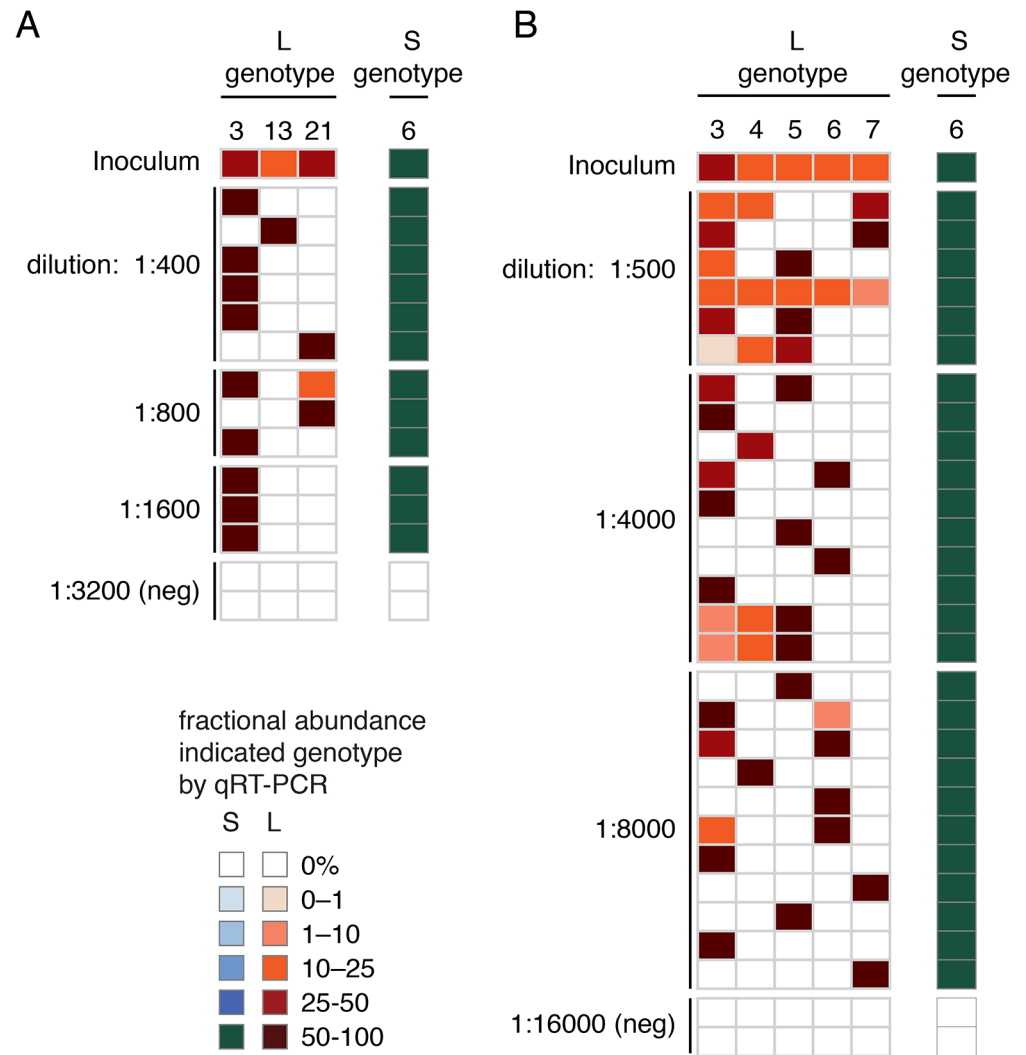 A
L
genotype
S
genotype
3 13 21
6
Inoculum
dilution: 1:400
1:800
1:1600
1:3200 (neg)
fractional abundance
indicated genotype
by qRT-PCR
S L
0%
0–1
1–10
10–25
25-50
50-100
B
L
genotype
S
genotype
3 4 5 6 7
6
Inoculum
dilution: 1:500
1:4000
1:8000
1:16000 (neg)